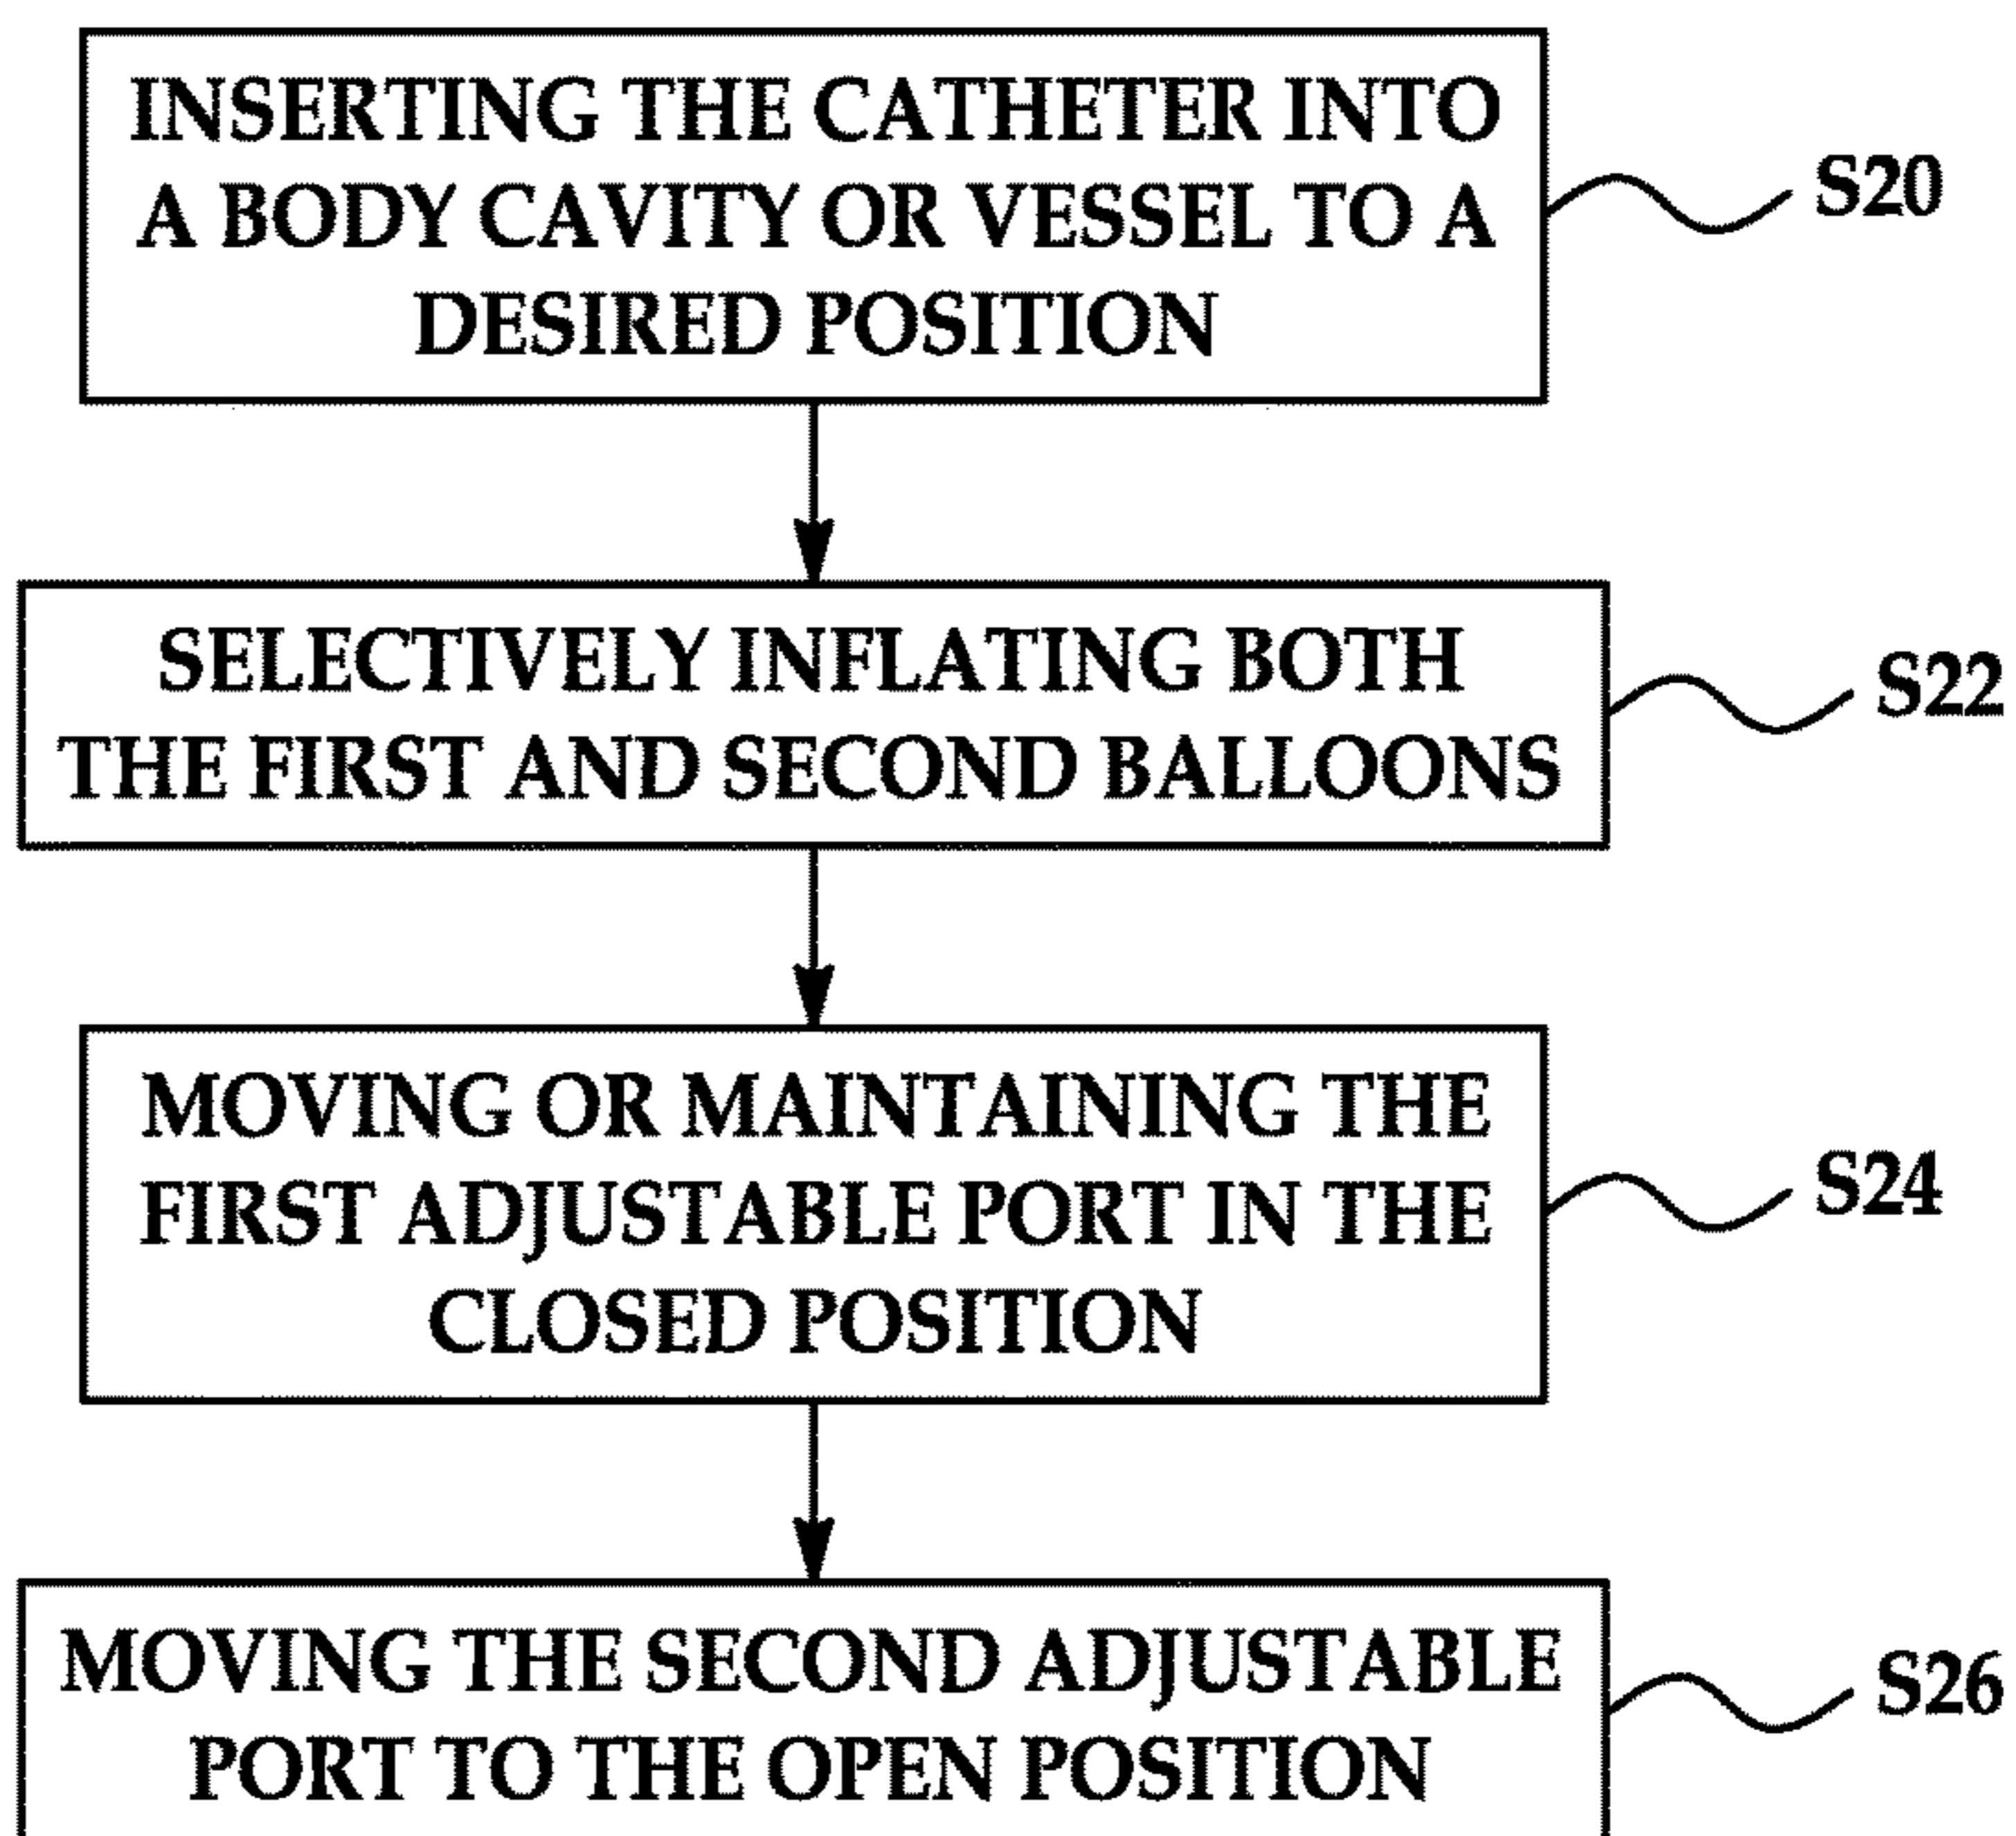 INSERTING THE CATHETER INTO
A BODY CAVITY OR VESSEL TO A
DESIRED POSITION
S20
SELECTIVELY INFLATING BOTH
THE FIRST AND SECOND BALLOONS
S22
MOVING OR MAINTAINING THE
FIRST ADJUSTABLE PORT IN THE
CLOSED POSITION
S24
MOVING THE SECOND ADJUSTABLE
PORT TO THE OPEN POSITION
S26